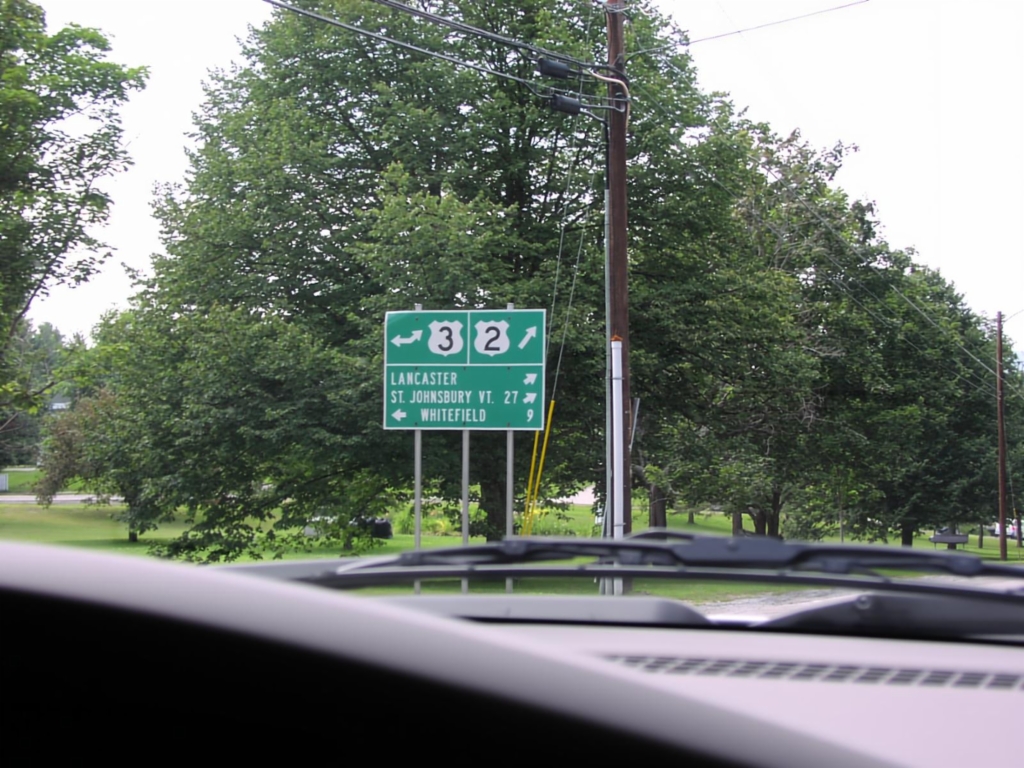 3 2
LANCASTER
ST. JOHNSBURY VT. 27
WHITEFIELD 9